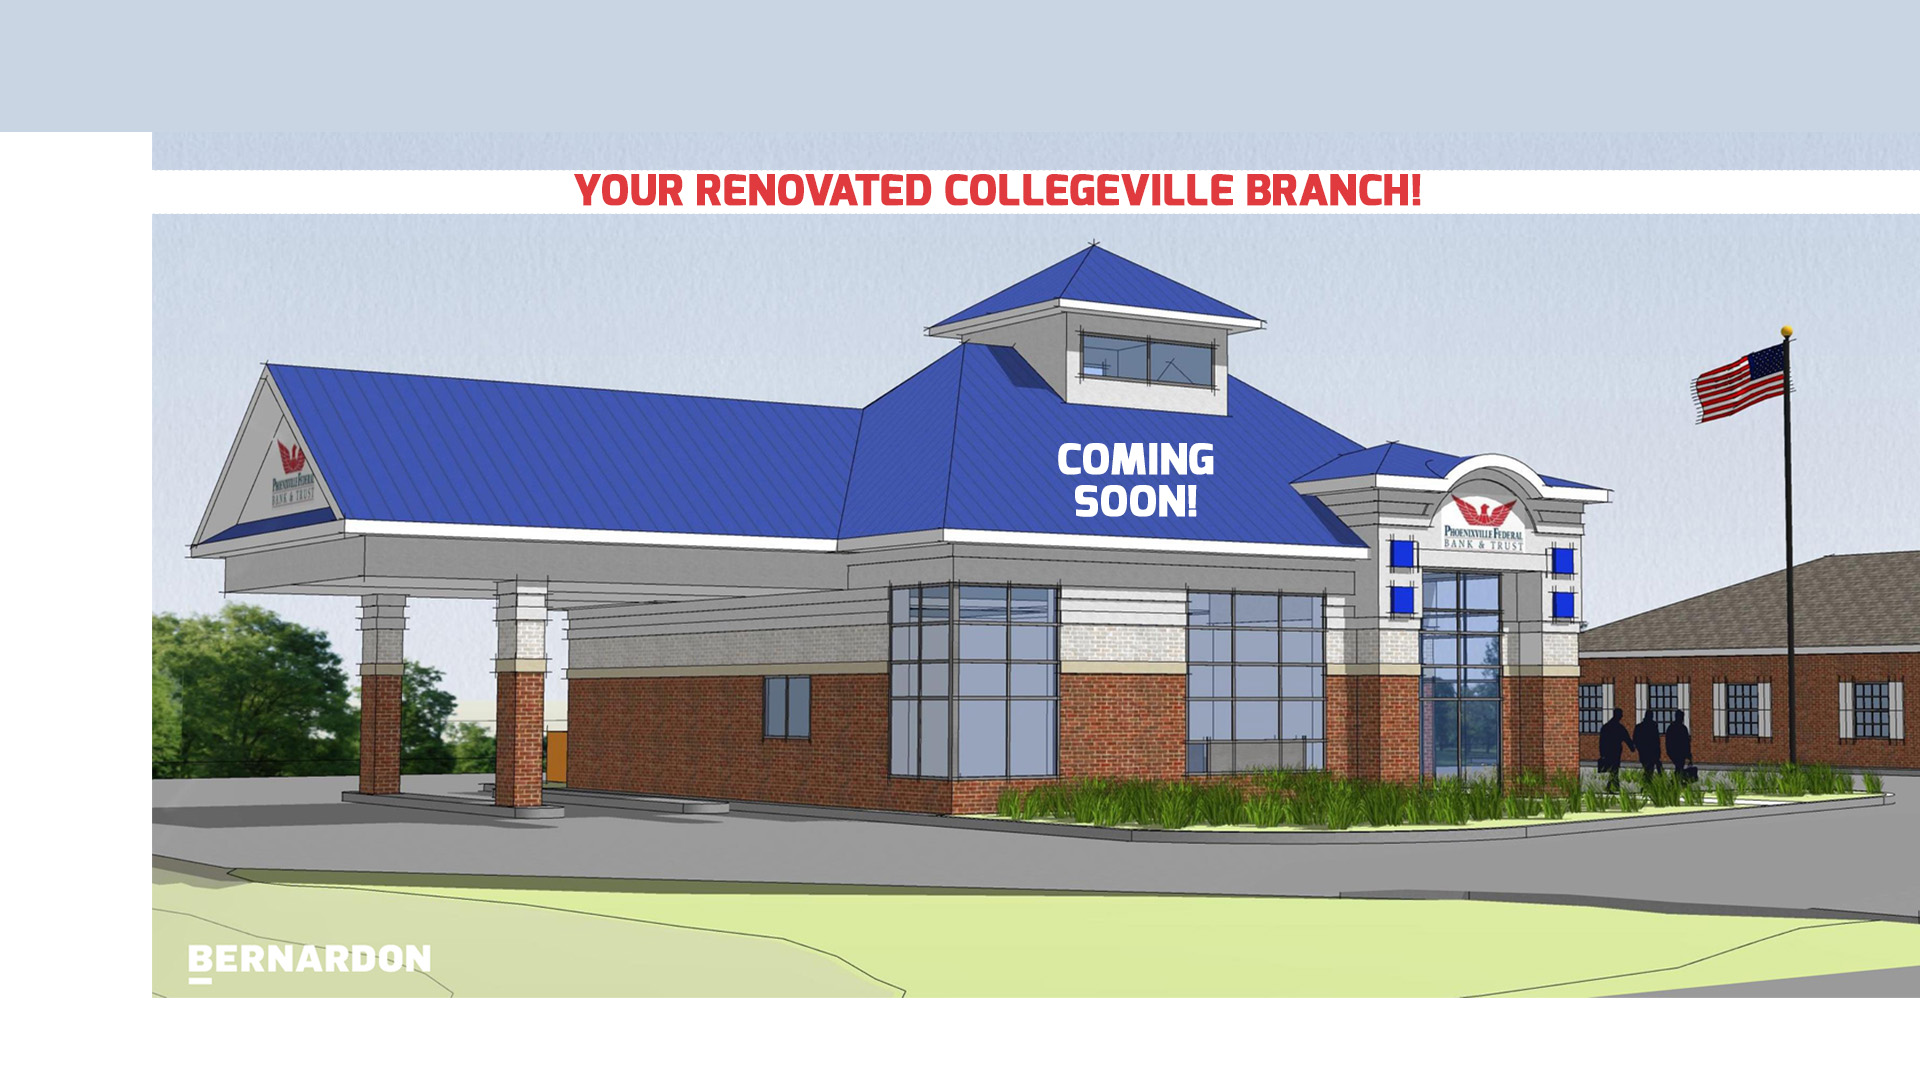 YOUR RENOVATED COLLEGEVILLE BRANCH!
COMING
SOON!
PHOENIXVILLE FEDERAL
BANK & TRUST
PHOENIXVILLE FEDERAL
BANK & TRUST
BERNARDON